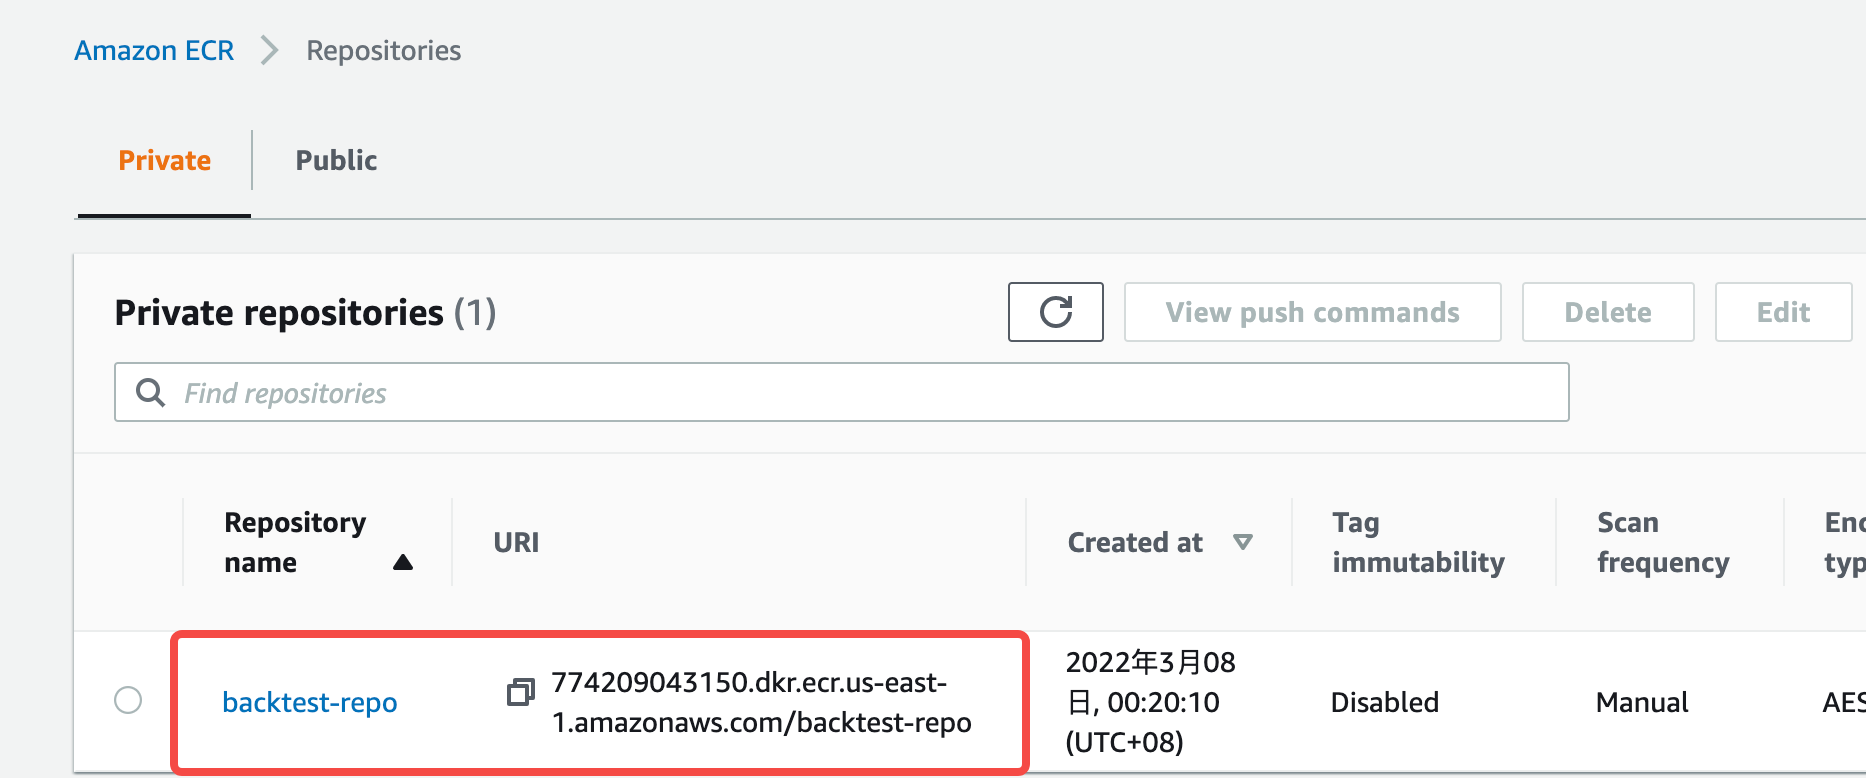 Amazon ECR
Repositories
Private
Public
Private repositories (1)
View push commands
Delete
Edit
Find repositories
Repository
name
URI
Created at
Tag
immutability
Scan
frequency
backtest-repo
774209043150.dkr.ecr.us-east-
1.amazonaws.com/backtest-repo
2022年3月08
日, 00:20:10
(UTC+08)
Disabled
Manual
AES